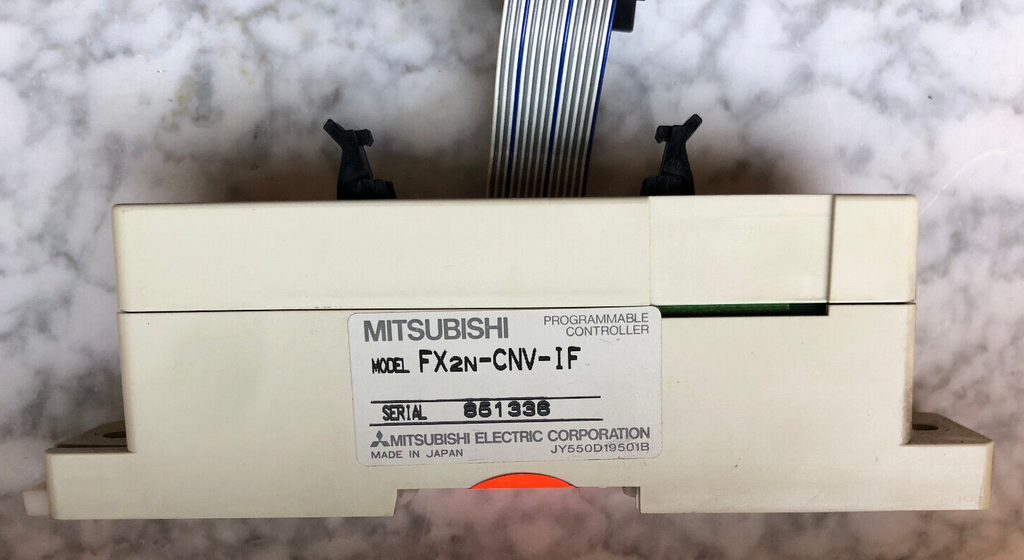 MITSUBISHI
PROGRAMMABLE
CONTROLLER
MODEL FX2N-CNV-IF
SERIAL 851336
MITSUBISHI ELECTRIC CORPORATION
MADE IN JAPAN
JY550D19501B